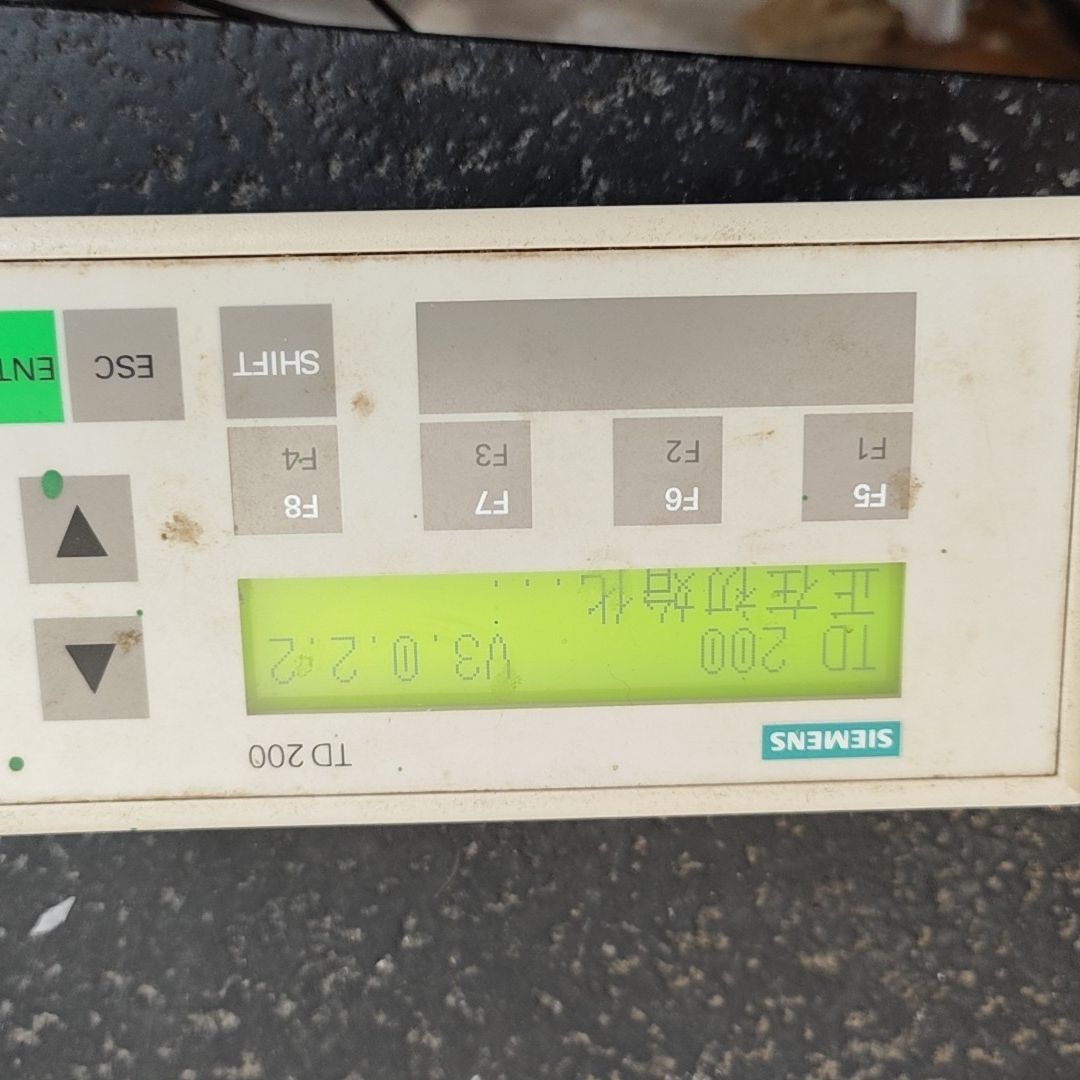 SIEMENS
TD 200
TD 200 V3.0.2.2
正在初始化...
F5 F6 F7 F8
F1 F2 F3 F4
SHIFT ESC ENT